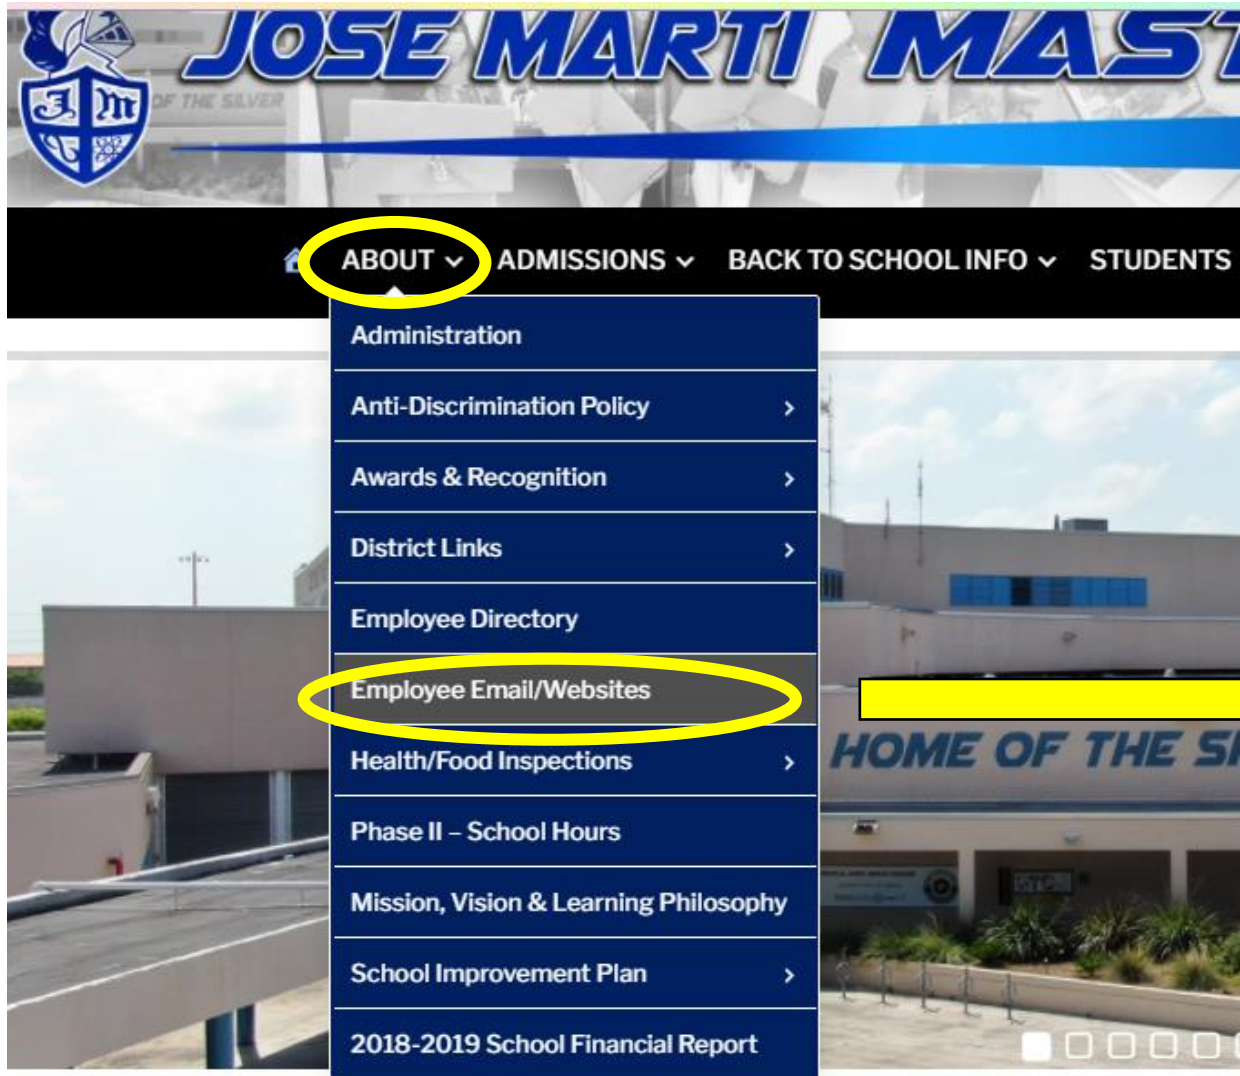 JOSE MARTI MAST
J M
OF THE SILVER
ABOUT ADMISSIONS BACK TO SCHOOL INFO STUDENTS
Administration
Anti-Discrimination Policy
Awards & Recognition
District Links
Employee Directory
Employee Email/Websites
Health/Food Inspections
Phase II – School Hours
Mission, Vision & Learning Philosophy
School Improvement Plan
2018-2019 School Financial Report
HOME OF THE